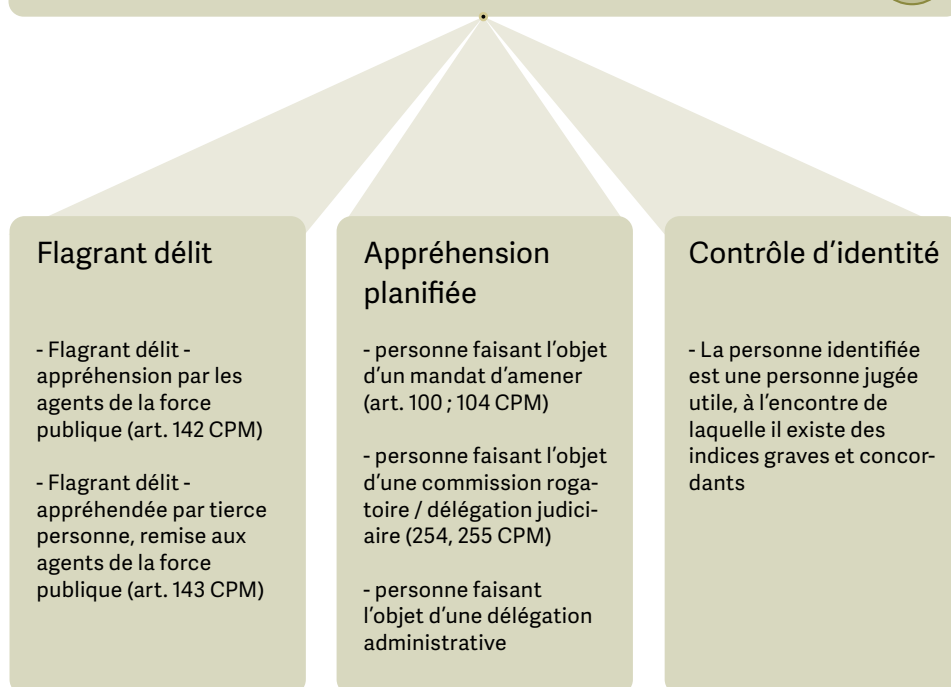 Flagrant délit
- Flagrant délit -
appréhension par les
agents de la force
publique (art. 142 CPM)
- Flagrant délit -
appréhendée par tierce
personne, remise aux
agents de la force
publique (art. 143 CPM)
Appréhension
planifiée
- personne faisant l’objet
d’un mandat d’amener
(art. 100 ; 104 CPM)
- personne faisant l’objet
d’une commission roga-
toire / délégation judici-
aire (254, 255 CPM)
- personne faisant
l’objet d’une délégation
administrative
Contrôle d’identité
- La personne identifiée
est une personne jugée
utile, à l’encontre de
laquelle il existe des
indices graves et concor-
dants